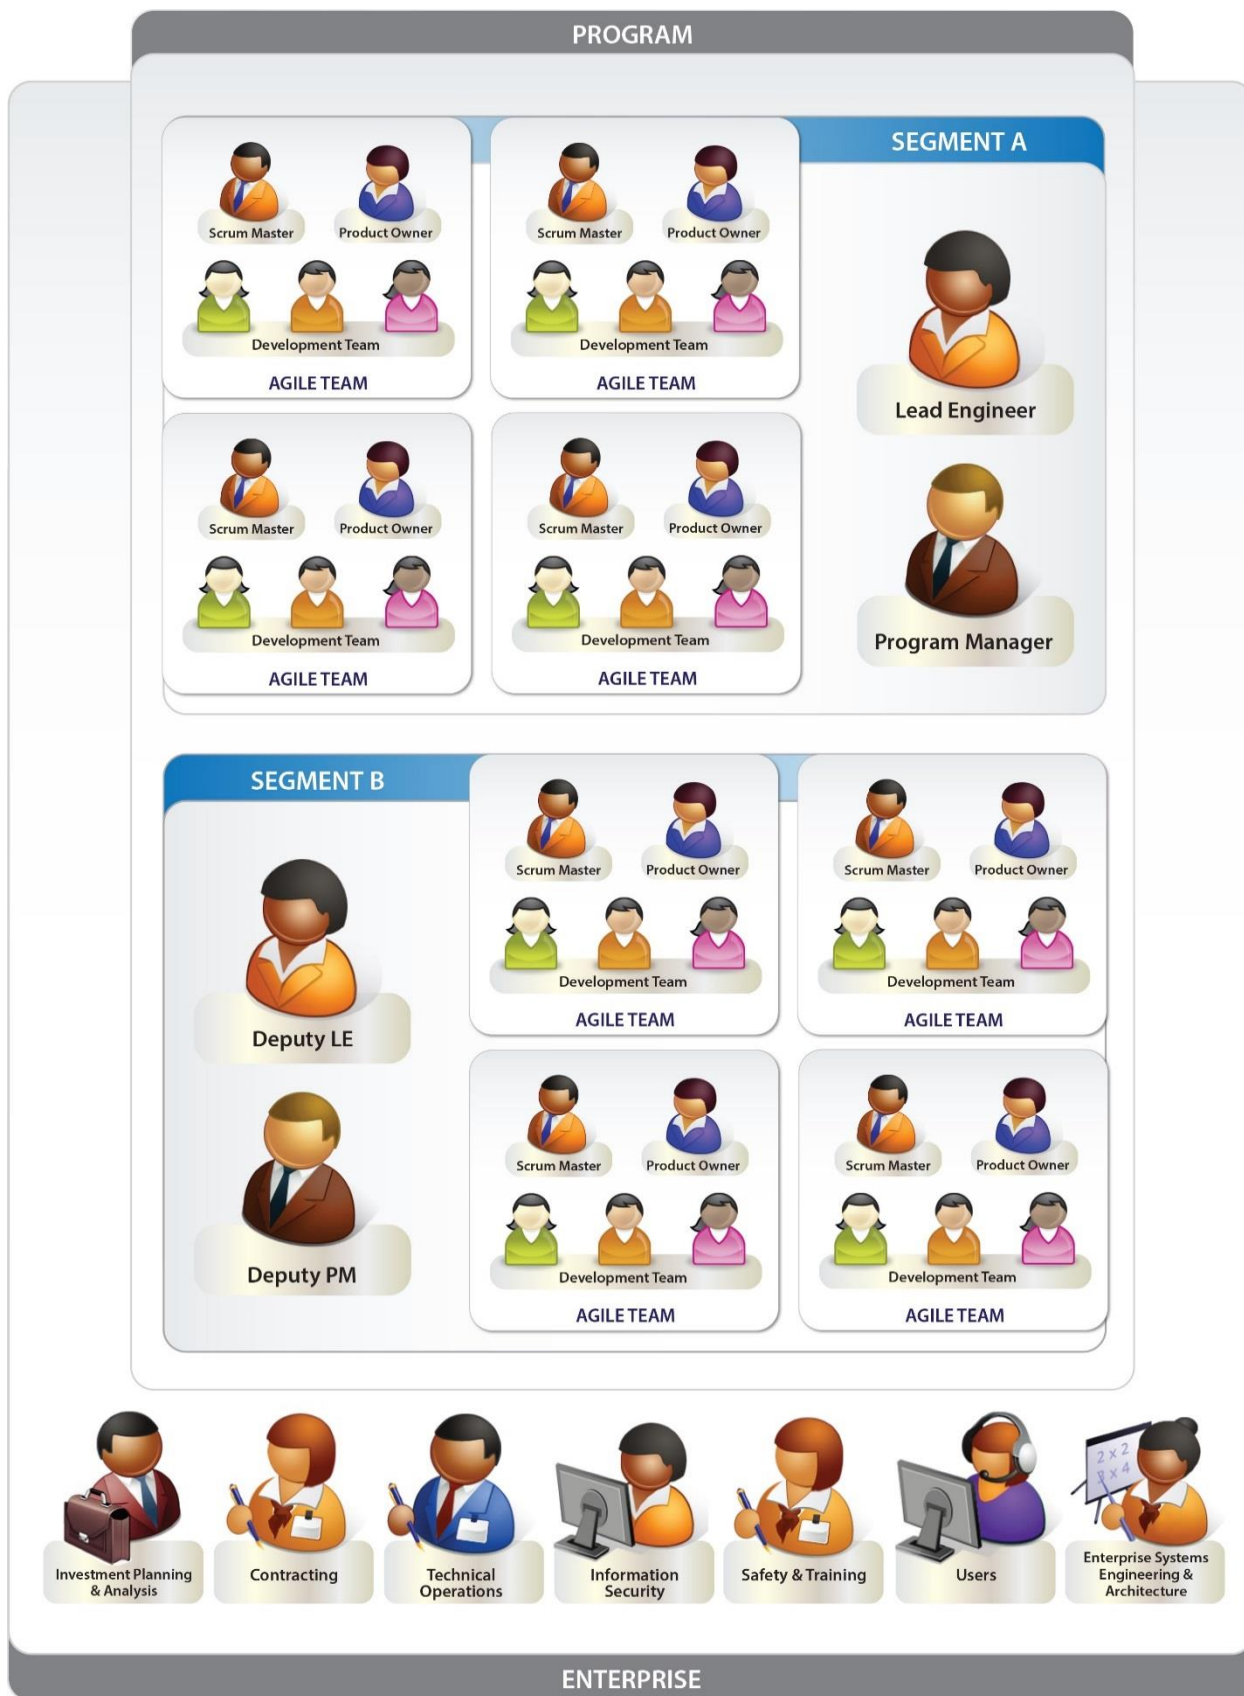 PROGRAM
SEGMENT A
Scrum Master
Product Owner
Development Team
AGILE TEAM
Scrum Master
Product Owner
Development Team
AGILE TEAM
Scrum Master
Product Owner
Development Team
AGILE TEAM
Scrum Master
Product Owner
Development Team
AGILE TEAM
Lead Engineer
Program Manager
SEGMENT B
Deputy LE
Deputy PM
Scrum Master
Product Owner
Development Team
AGILE TEAM
Scrum Master
Product Owner
Development Team
AGILE TEAM
Scrum Master
Product Owner
Development Team
AGILE TEAM
Scrum Master
Product Owner
Development Team
AGILE TEAM
Investment Planning
& Analysis
Contracting
Technical
Operations
Information
Security
Safety & Training
Users
2 x 2
3 x 4
Enterprise Systems
Engineering &
Architecture
ENTERPRISE